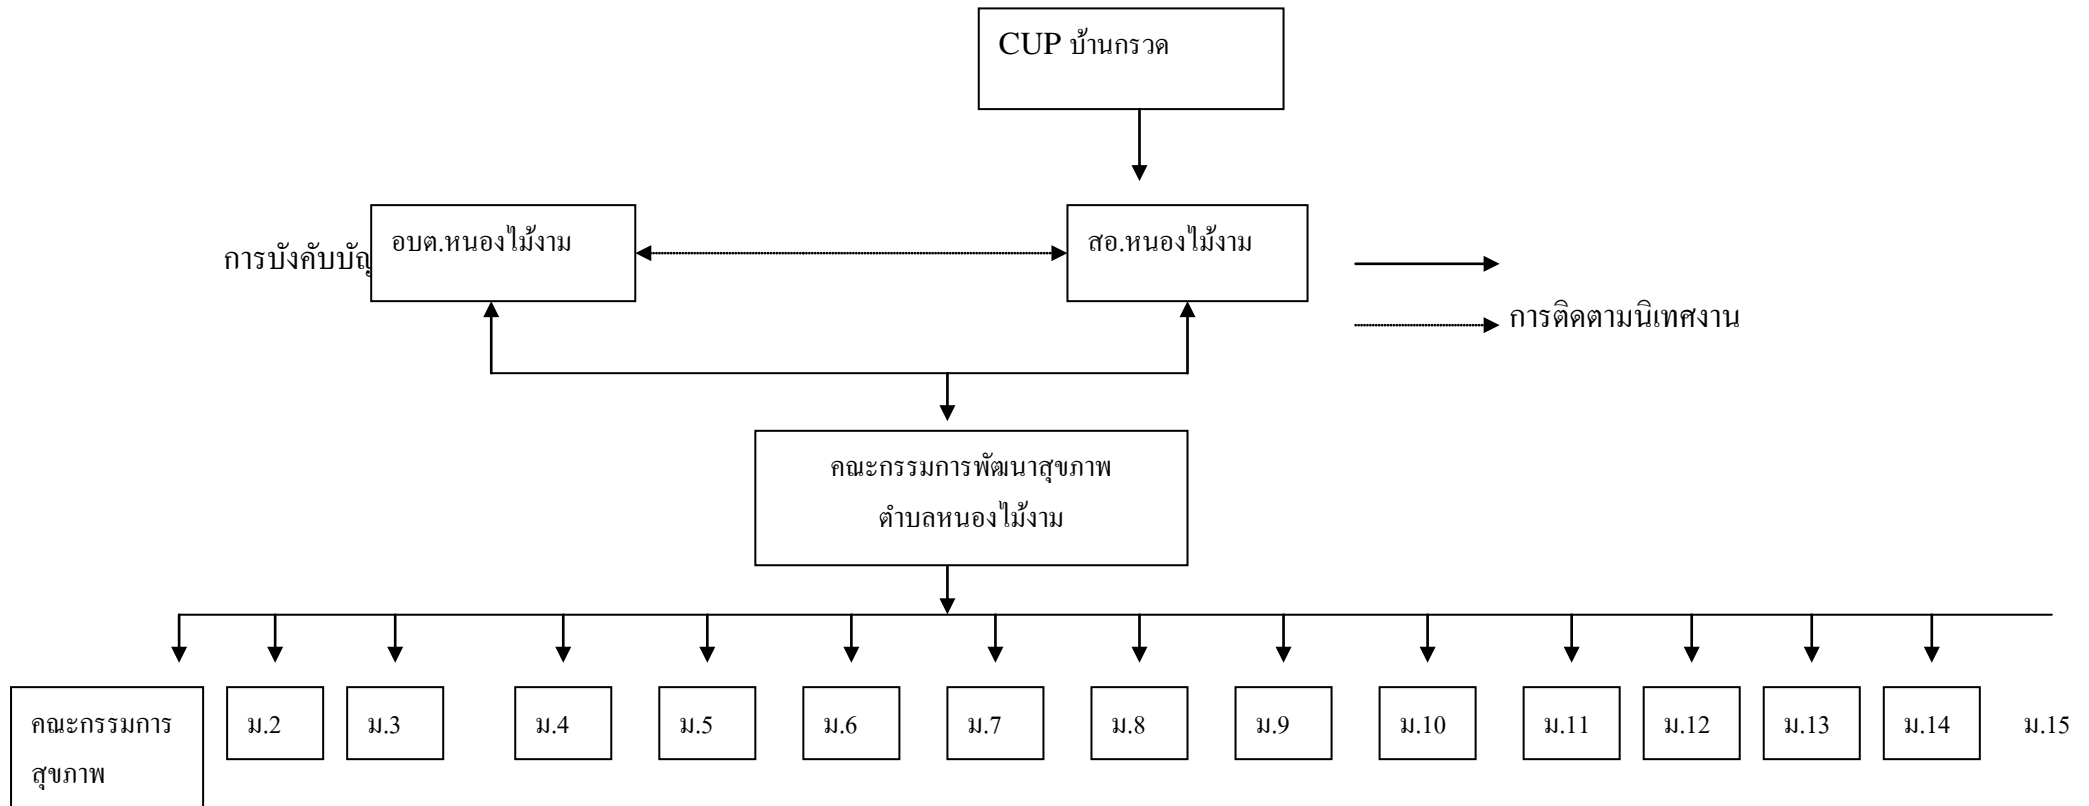 CUP บ้านกรวด
อบต.หนองไม้งาม
สอ.หนองไม้งาม
การบังคับบัญ
การติดตามนิเทศงาน
คณะกรรมการพัฒนาสุขภาพ
ตำบลหนองไม้งาม
คณะกรรมการ
สุขภาพ
ม.2
ม.3
ม.4
ม.5
ม.6
ม.7
ม.8
ม.9
ม.10
ม.11
ม.12
ม.13
ม.14
ม.15